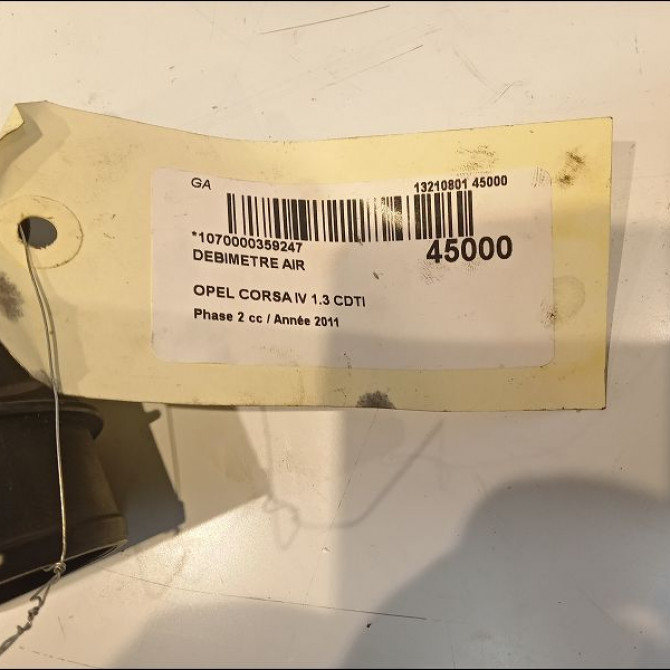 GA
13210801 45000
*1070000359247
45000
DEBIMETRE AIR
OPEL CORSA IV 1.3 CDTI
Phase 2 cc / Année 2011